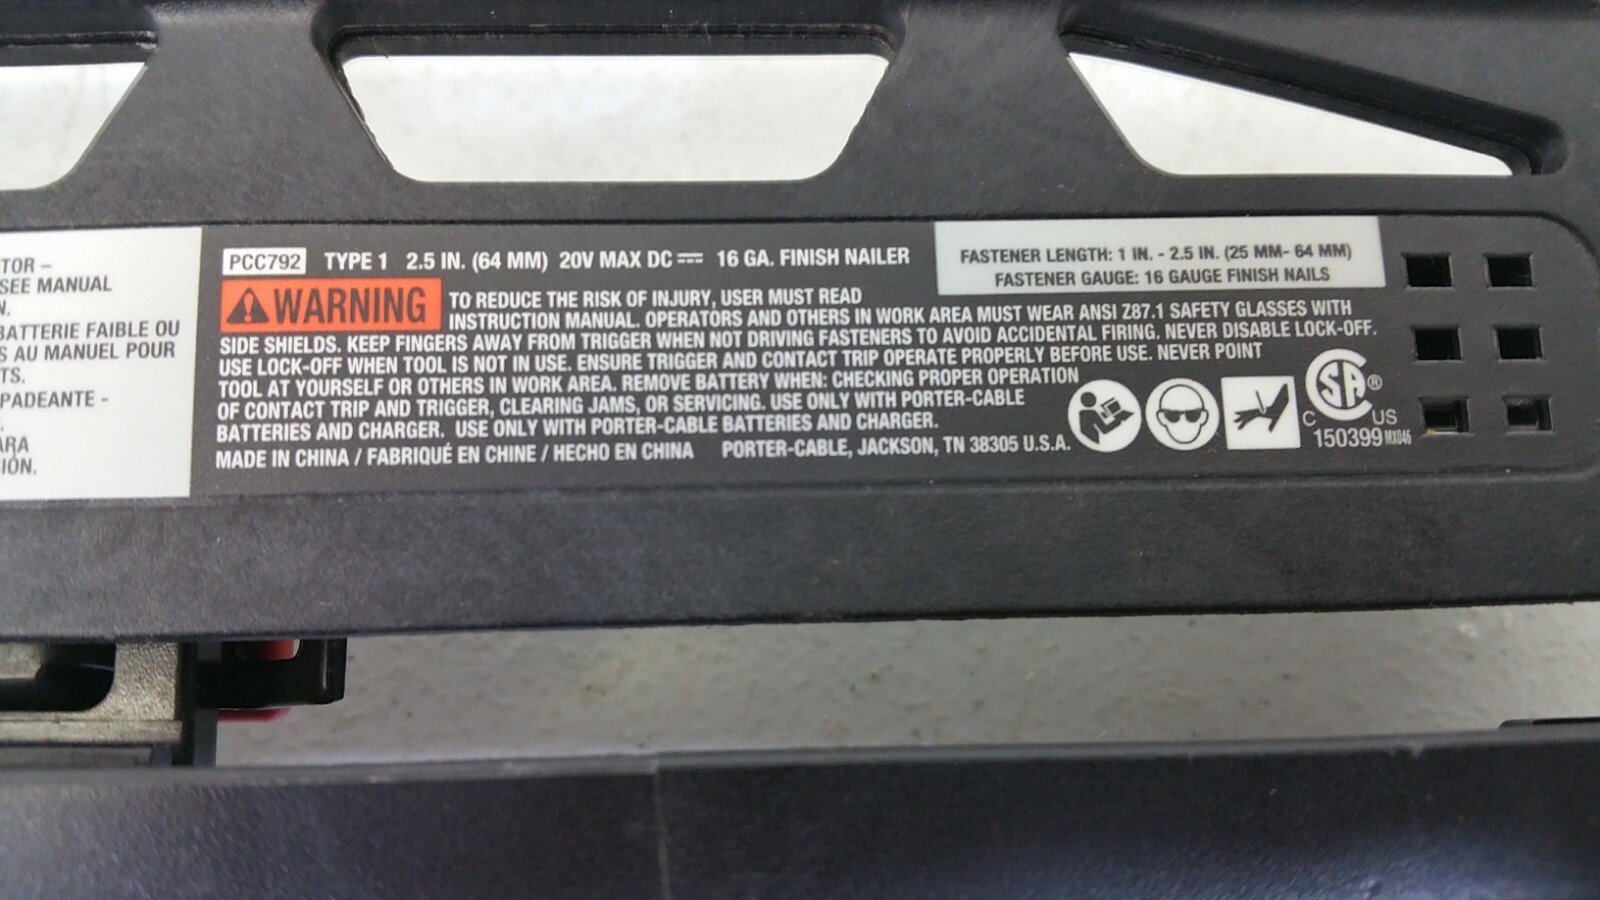 TOR –
SEE MANUAL
N.
BATTERIE FAIBLE OU
S AU MANUEL POUR
TS.
PADEANTE -
ARA
IÓN.
PCC792 TYPE 1 2.5 IN. (64 MM) 20V MAX DC 16 GA. FINISH NAILER
FASTENER LENGTH: 1 IN. - 2.5 IN. (25 MM- 64 MM)
FASTENER GAUGE: 16 GAUGE FINISH NAILS
WARNING TO REDUCE THE RISK OF INJURY, USER MUST READ
INSTRUCTION MANUAL. OPERATORS AND OTHERS IN WORK AREA MUST WEAR ANSI Z87.1 SAFETY GLASSES WITH
SIDE SHIELDS. KEEP FINGERS AWAY FROM TRIGGER WHEN NOT DRIVING FASTENERS TO AVOID ACCIDENTAL FIRING. NEVER DISABLE LOCK-OFF.
USE LOCK-OFF WHEN TOOL IS NOT IN USE. ENSURE TRIGGER AND CONTACT TRIP OPERATE PROPERLY BEFORE USE. NEVER POINT
TOOL AT YOURSELF OR OTHERS IN WORK AREA. REMOVE BATTERY WHEN: CHECKING PROPER OPERATION
OF CONTACT TRIP AND TRIGGER, CLEARING JAMS, OR SERVICING. USE ONLY WITH PORTER-CABLE
BATTERIES AND CHARGER. USE ONLY WITH PORTER-CABLE BATTERIES AND CHARGER.
MADE IN CHINA / FABRIQUÉ EN CHINE / HECHO EN CHINA PORTER-CABLE, JACKSON, TN 38305 U.S.A.
SA ®
C US
150399 MX046